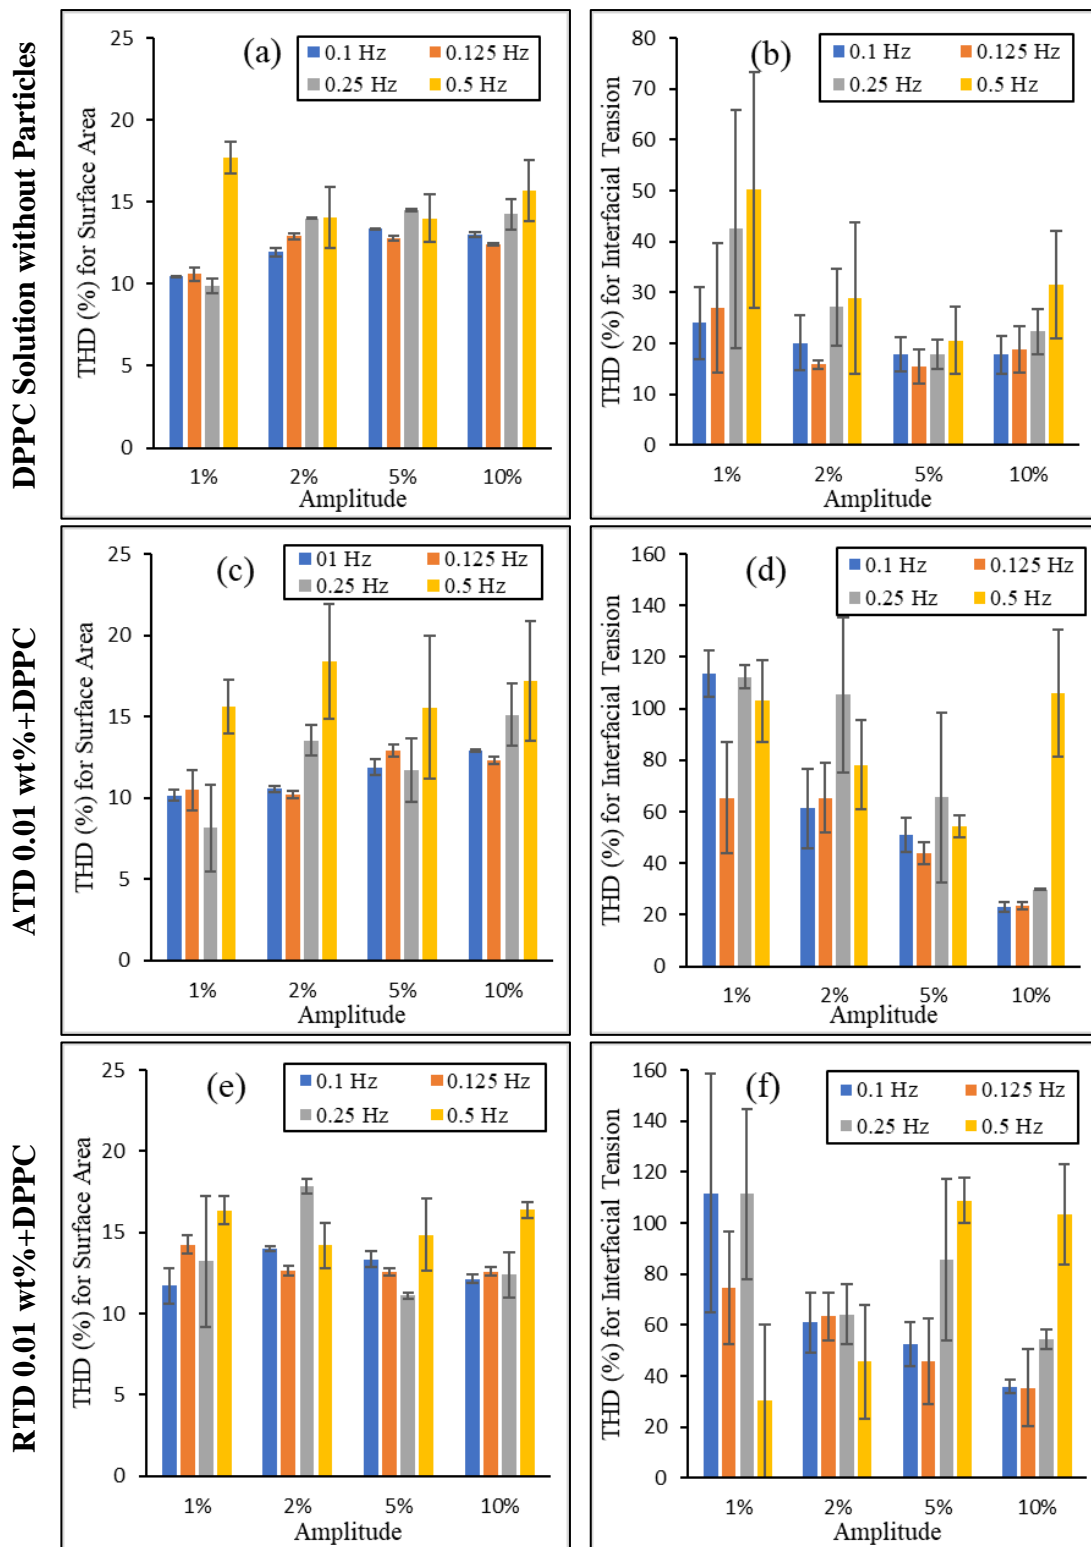 DPPC Solution without Particles
(a)
0.1 Hz 0.125 Hz
0.25 Hz 0.5 Hz
THD (%) for Surface Area
25
20
15
10
5
0
1% 2% 5% 10%
Amplitude
(b)
0.1 Hz 0.125 Hz
0.25 Hz 0.5 Hz
THD (%) for Interfacial Tension
80
70
60
50
40
30
20
10
0
1% 2% 5% 10%
Amplitude
ATD 0.01 wt%+DPPC
(c)
01 Hz 0.125 Hz
0.25 Hz 0.5 Hz
THD (%) for Surface Area
25
20
15
10
5
0
1% 2% 5% 10%
Amplitude
(d)
0.1 Hz 0.125 Hz
0.25 Hz 0.5 Hz
THD (%) for Interfacial Tension
160
140
120
100
80
60
40
20
0
1% 2% 5% 10%
Amplitude
RTD 0.01 wt%+DPPC
(e)
0.1 Hz 0.125 Hz
0.25 Hz 0.5 Hz
THD (%) for Surface Area
25
20
15
10
5
0
1% 2% 5% 10%
Amplitude
(f)
0.1 Hz 0.125 Hz
0.25 Hz 0.5 Hz
THD (%) for Interfacial Tension
160
140
120
100
80
60
40
20
0
1% 2% 5% 10%
Amplitude